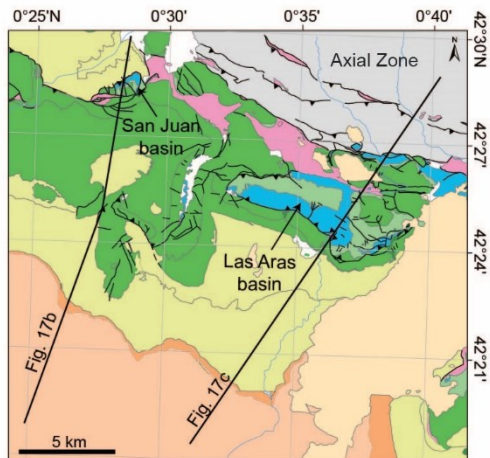 0°25'E
0°30'
0°35'
0°40'
42°30'N
N
Axial Zone
San Juan
basin
42°27'
Las Aras
basin
42°24'
Fig. 17b
Fig. 17c
42°21'
5 km